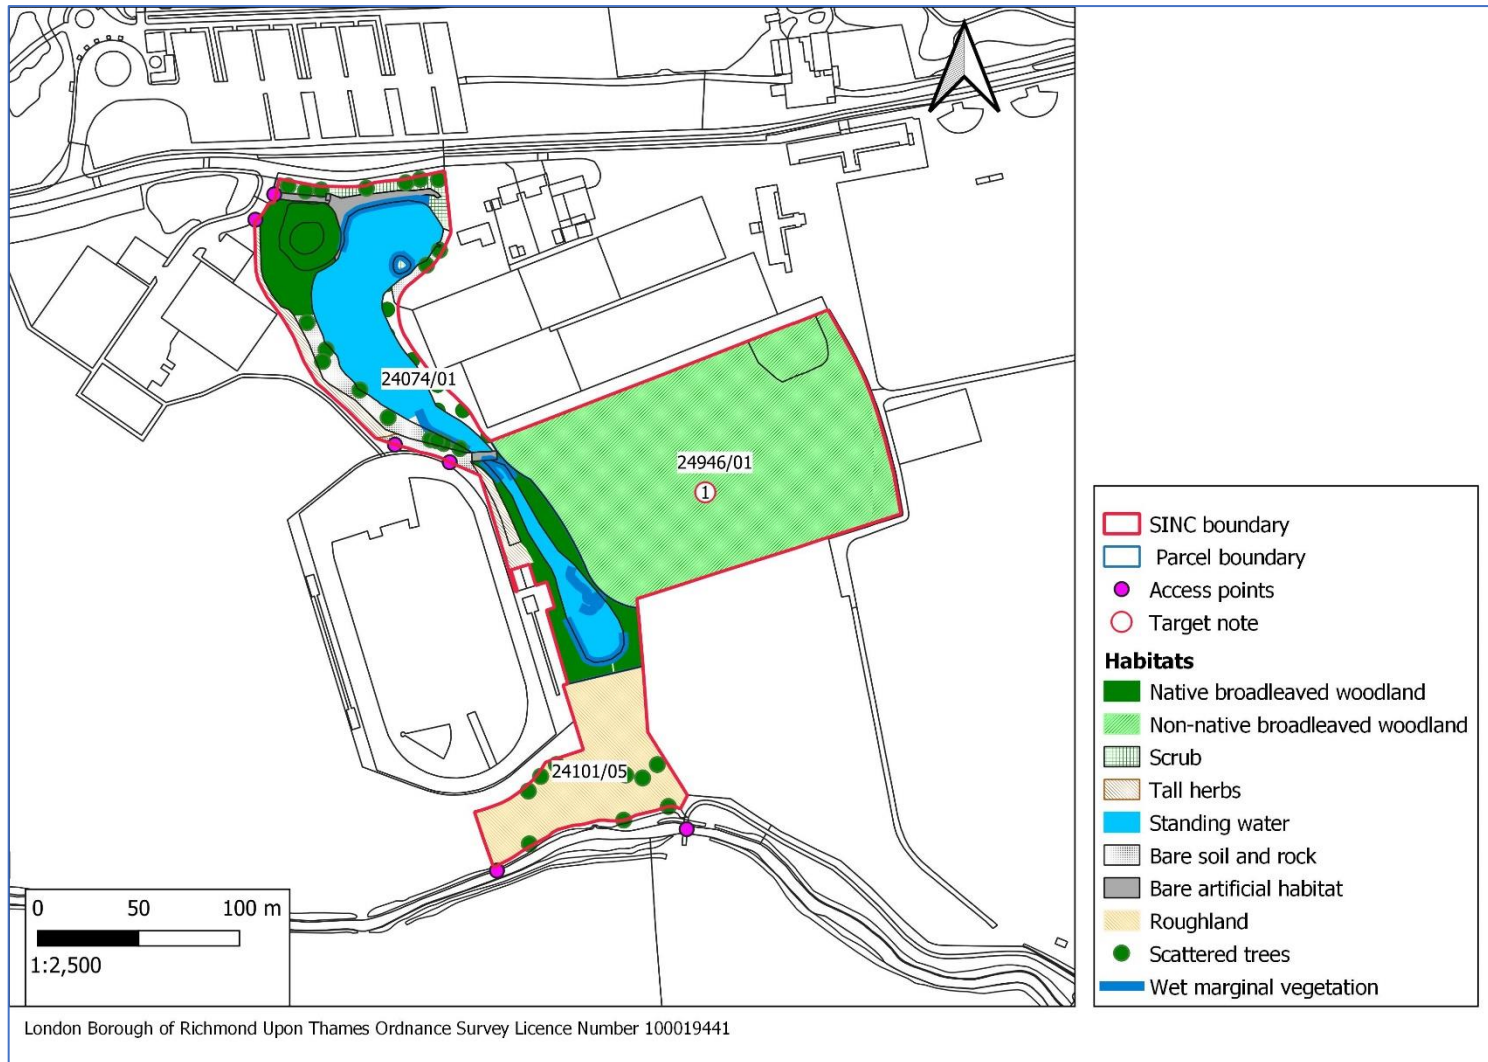 24074/01
24946/01
1
24101/05
SINC boundary
Parcel boundary
Access points
Target note
Habitats
Native broadleaved woodland
Non-native broadleaved woodland
Scrub
Tall herbs
Standing water
Bare soil and rock
Bare artificial habitat
Roughland
Scattered trees
Wet marginal vegetation
0 50 100 m
1:2,500
London Borough of Richmond Upon Thames Ordnance Survey Licence Number 100019441